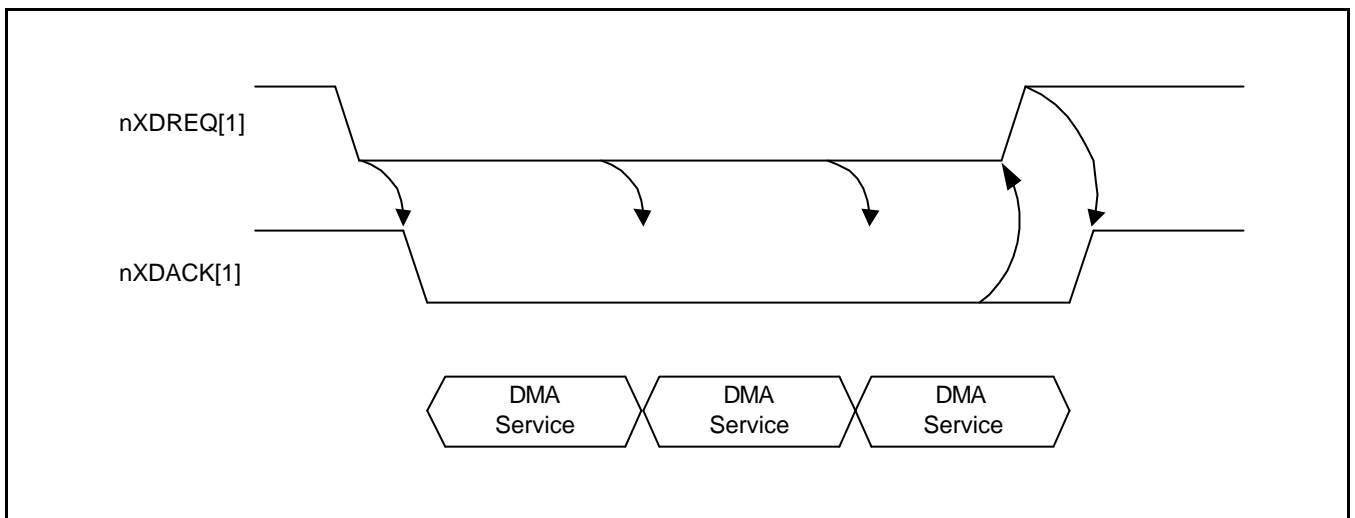 nXDREQ[1]
nXDACK[1]
DMA
Service
DMA
Service
DMA
Service